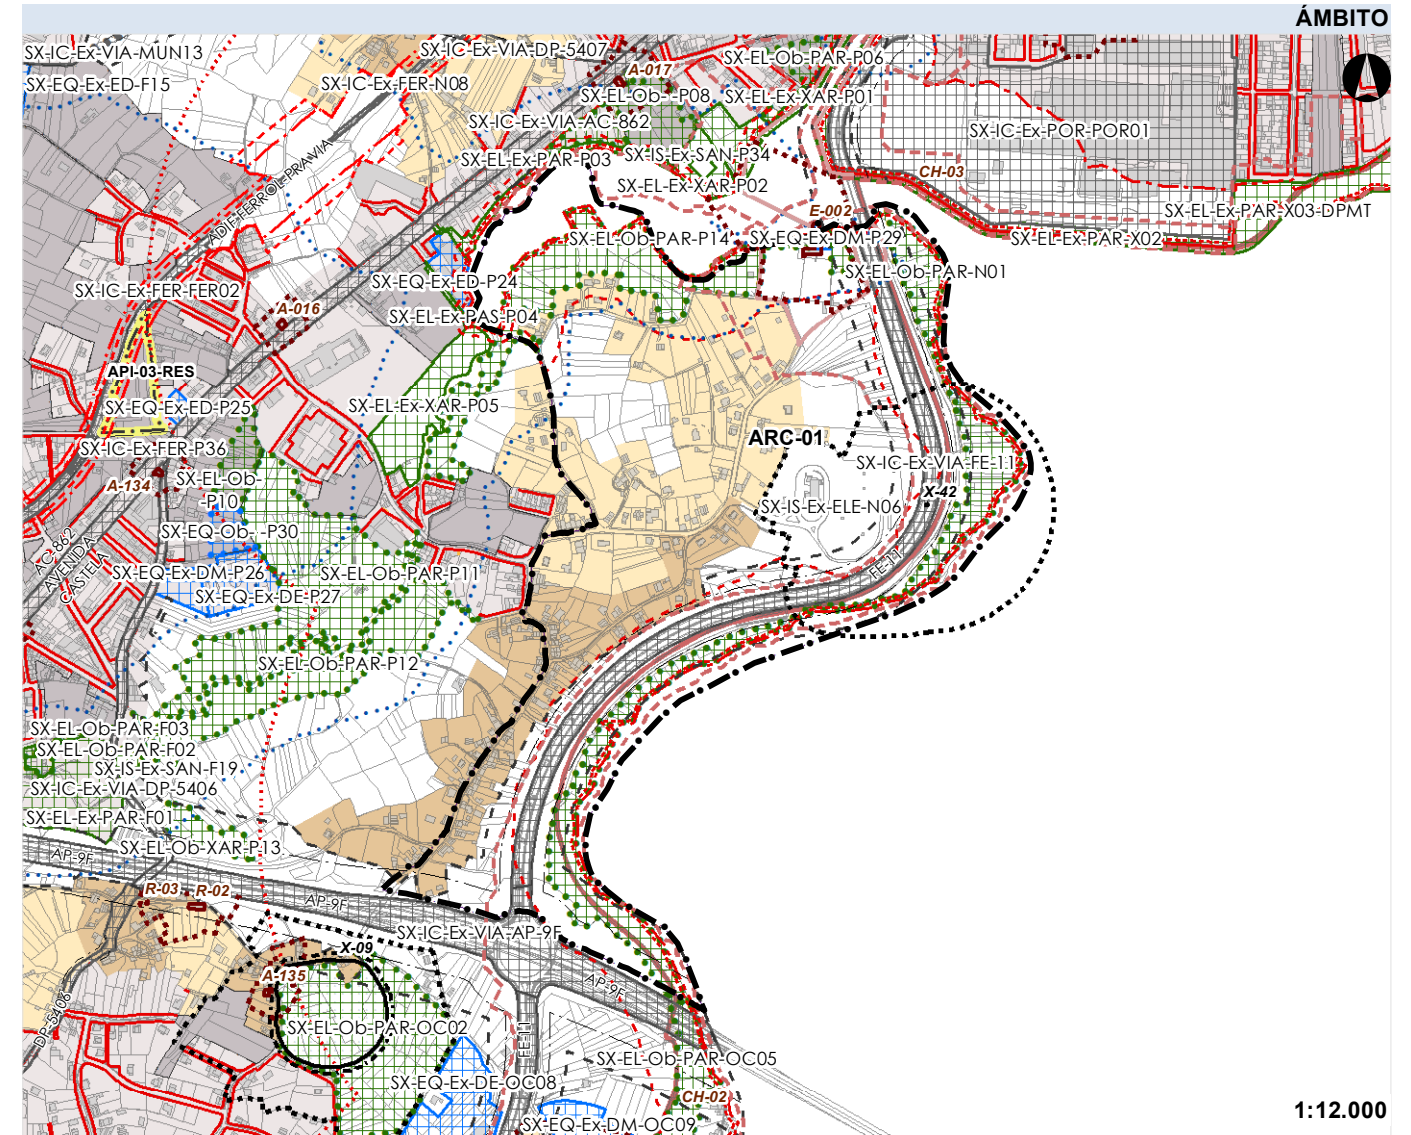 ÁMBITO
SX-IC-Ex-VIA-MUN13
SX-IC-Ex-VIA-DP-5407
SX-EL-Ob-PAR-P06
A-017
SX-EQ-Ex-ED-F15
SX-IC-Ex-FER-N08
SX-EL-Ob- -P08
SX-EL-Ex-XAR-P01
SX-IC-Ex-VIA-AC-862
SX-IC-Ex-POR-POR01
SX-EL-Ex-PAR-P03
SX-IS-Ex-SAN-P34
CH-03
SX-EL-Ex-XAR-P02
ADIF-FERROL-PRAVIA
E-002
SX-EL-Ex-PAR-X03-DPMT
SX-EL-Ob-PAR-P14
SX-EQ-Ex-DM-P29
SX-EL-Ex-PAR-X02
SX-EQ-Ex-ED-P24
SX-EL-Ob-PAR-N01
SX-IC-Ex-FER-FER02
A-016
SX-EL-Ex-PAS-P04
API-03-RES
SX-EQ-Ex-ED-P25
SX-EL-Ex-XAR-P05
ARC-01
SX-IC-Ex-FER-P36
SX-IC-Ex-VIA-FE-11
A-134
SX-EL-Ob-
-P10
X-42
SX-IS-Ex-ELE-N06
SX-EQ-Ob- -P30
AC-862
AVENIDA
CASTELA
FE-11
SX-EQ-Ex-DM-P26
SX-EL-Ob-PAR-P11
SX-EQ-Ex-DE-P27
SX-EL-Ob-PAR-P12
SX-EL-Ob-PAR-F03
SX-EL-Ob-PAR-F02
SX-IS-Ex-SAN-F19
SX-IC-Ex-VIA-DP-5406
SX-EL-Ex-PAR-F01
SX-EL-Ob-XAR-P13
AP-9F
R-03
R-02
AP-9F
SX-IC-Ex-VIA-AP-9F
X-09
A-135
AP-9F
DP-5406
SX-EL-Ob-PAR-OC02
FE-11
SX-EL-Ob-PAR-OC05
SX-EQ-Ex-DE-OC08
CH-02
SX-EQ-Ex-DM-OC09
1:12.000